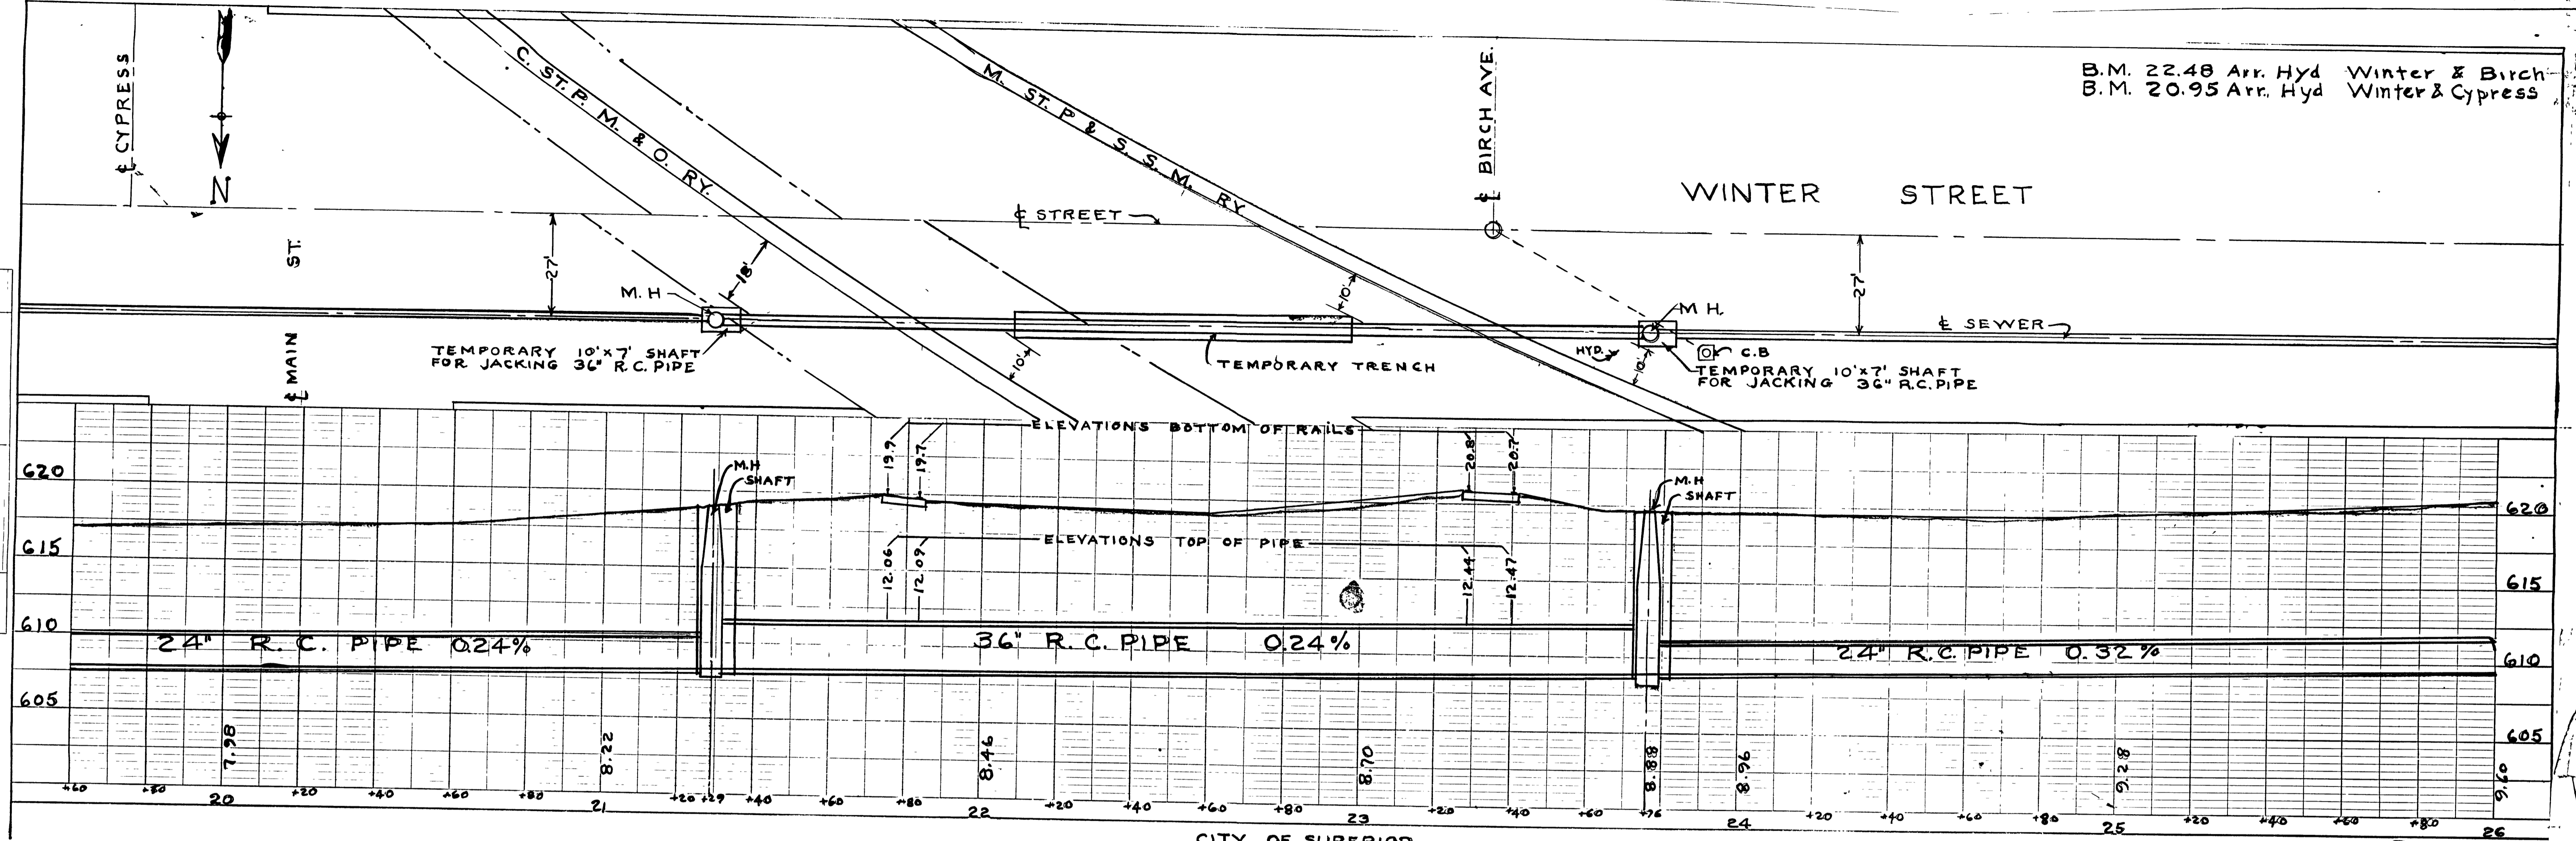 B.M. 22.48 Arr. Hyd Winter & Birch
B.M. 20.95 Arr. Hyd Winter & Cypress
℄ CYPRESS
N
C. ST. P. M. & O. RY.
M. ST. P & S. S. M. RY
℄ BIRCH AVE.
WINTER STREET
℄ STREET
℄ MAIN ST.
27'
18'
M.H
10'
10'
27'
M H.
℄ SEWER
TEMPORARY 10'x7' SHAFT
FOR JACKING 36" R.C. PIPE
TEMPORARY TRENCH
HYD.
10'
C.B
TEMPORARY 10'x7' SHAFT
FOR JACKING 36" R.C. PIPE
ELEVATIONS BOTTOM OF RAILS
19.9
19.7
20.8
20.7
620
M.H
SHAFT
M.H
SHAFT
620
615
ELEVATIONS TOP OF PIPE
12.06
12.09
12.44
12.47
615
610
24" R. C. PIPE 0.24%
36" R. C. PIPE 0.24%
24" R.C. PIPE 0.32%
610
605
605
7.98
8.22
8.46
8.70
8.88
8.96
9.28
9.60
+60 +80 20 +20 +40 +60 +80 21 +20 +29 +40 +60 +80 22 +20 +40 +60 +80 23 +20 +40 +60 +76 24 +20 +40 +60 +80 25 +20 +40 +60 +80 26
CITY OF SUPERIOR